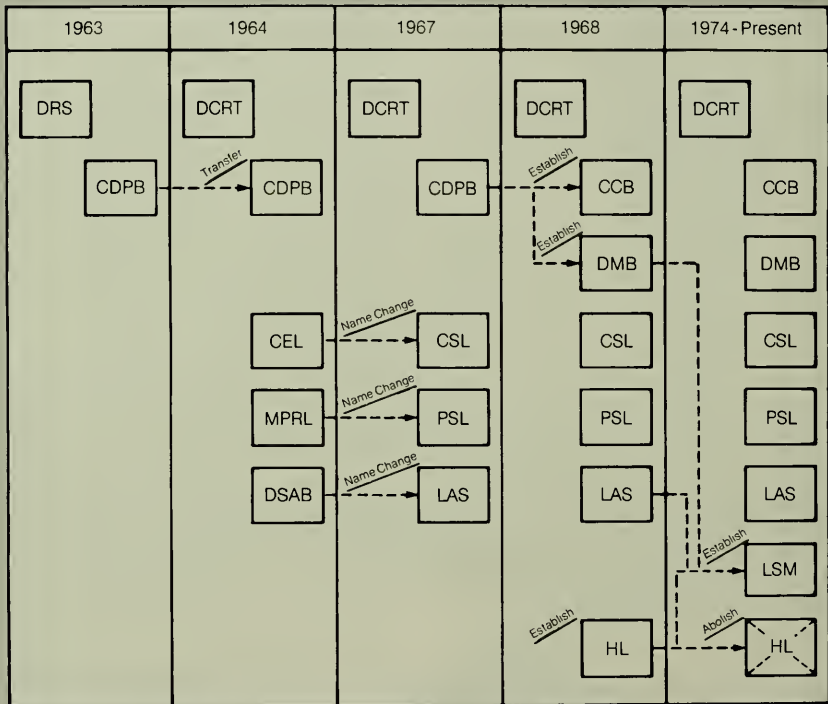 1963 1964 1967 1968 1974-Present
DRS DCRT DCRT DCRT DCRT
Transfer Establish
CDPB CDPB CDPB CCB CCB
Establish
DMB DMB
Name Change
CEL CSL CSL CSL
Name Change
MPRL PSL PSL PSL
Name Change
DSAB LAS LAS LAS
Establish
LSM
Establish Abolish
HL HL